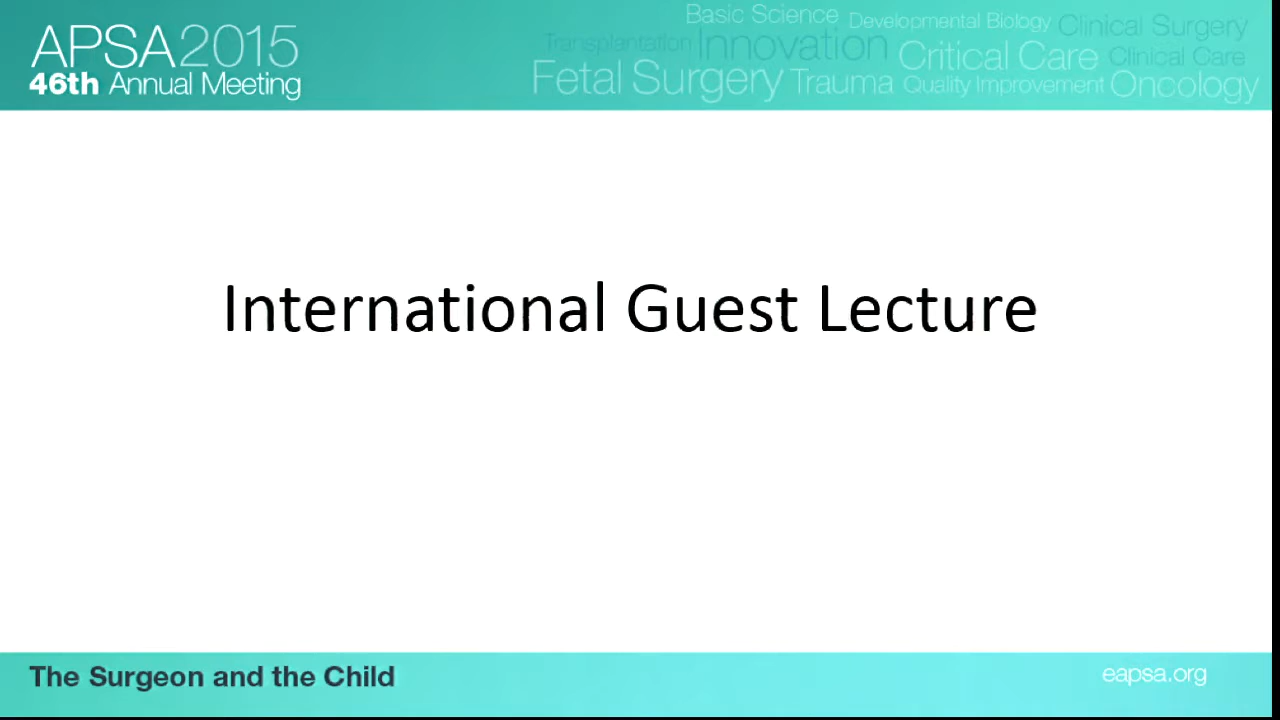 APSA2015
46th Annual Meeting
Basic Science Developmental Biology Clinical Surgery
Transplantation Innovation Critical Care Clinical Care
Fetal Surgery Trauma Quality Improvement Oncology
International Guest Lecture
The Surgeon and the Child
eapsa.org